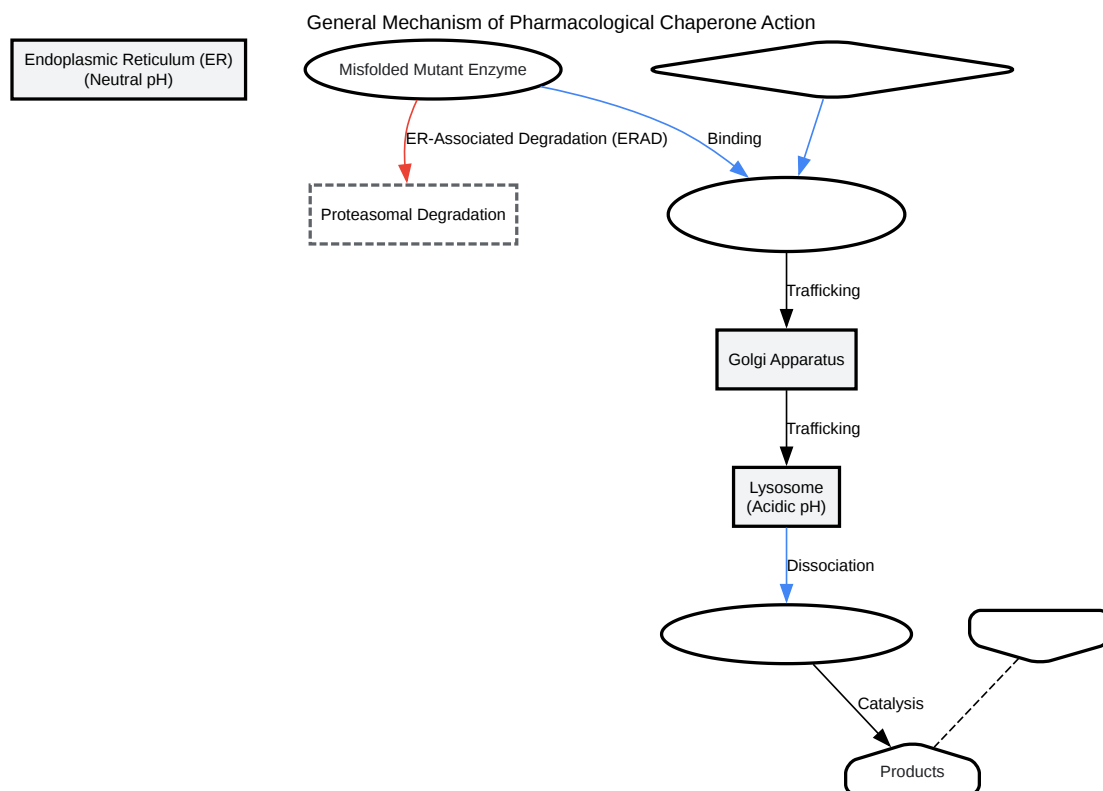 General Mechanism of Pharmacological Chaperone Action
Endoplasmic Reticulum (ER)
(Neutral pH)
Misfolded Mutant Enzyme
ER-Associated Degradation (ERAD)
Binding
Proteasomal Degradation
Trafficking
Golgi Apparatus
Trafficking
Lysosome
(Acidic pH)
Dissociation
Catalysis
Products